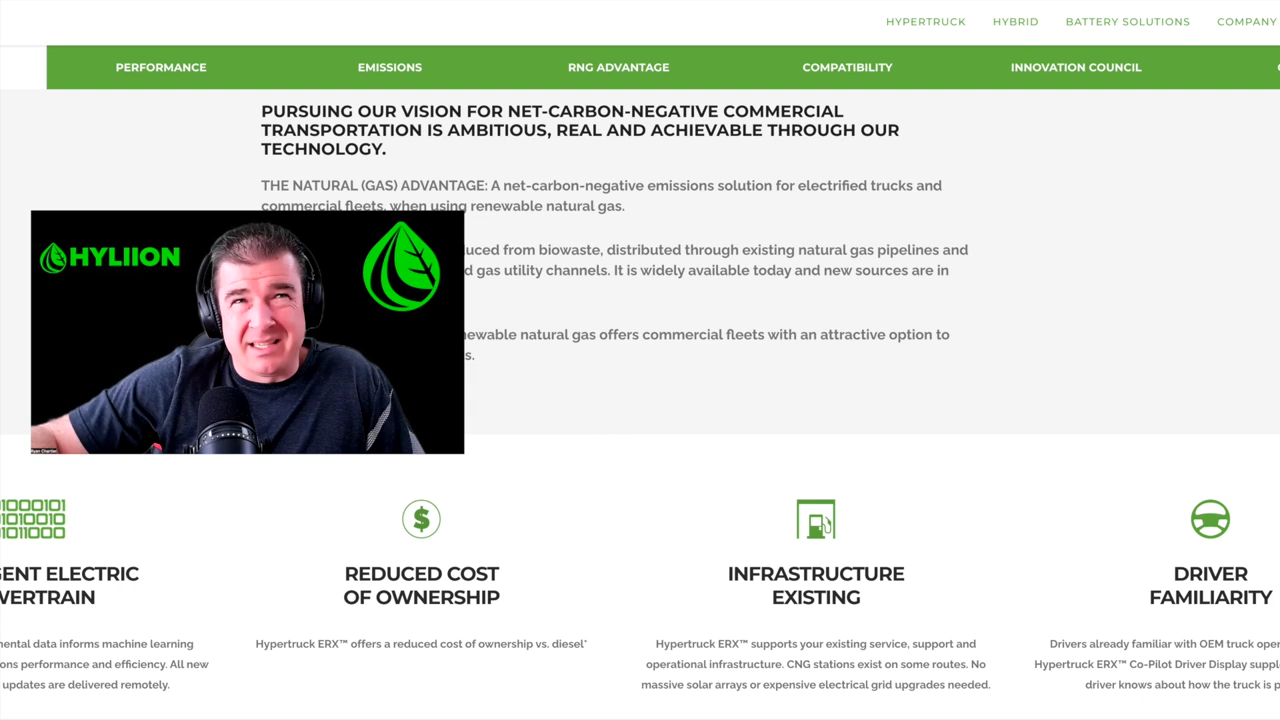 HYPERTRUCK HYBRID BATTERY SOLUTIONS COMPANY
PERFORMANCE EMISSIONS RNG ADVANTAGE COMPATIBILITY INNOVATION COUNCIL
PURSUING OUR VISION FOR NET-CARBON-NEGATIVE COMMERCIAL
TRANSPORTATION IS AMBITIOUS, REAL AND ACHIEVABLE THROUGH OUR
TECHNOLOGY.
THE NATURAL (GAS) ADVANTAGE: A net-carbon-negative emissions solution for electrified trucks and
commercial fleets, when using renewable natural gas.
uced from biowaste, distributed through existing natural gas pipelines and
d gas utility channels. It is widely available today and new sources are in
newable natural gas offers commercial fleets with an attractive option to
s.
HYLIION
Ryan Chartier
1000101
1010010
1011000
$
GENT ELECTRIC
WERTRAIN
mental data informs machine learning
ons performance and efficiency. All new
updates are delivered remotely.
REDUCED COST
OF OWNERSHIP
Hypertruck ERX™ offers a reduced cost of ownership vs. diesel*
INFRASTRUCTURE
EXISTING
Hypertruck ERX™ supports your existing service, support and
operational infrastructure. CNG stations exist on some routes. No
massive solar arrays or expensive electrical grid upgrades needed.
DRIVER
FAMILIARITY
Drivers already familiar with OEM truck oper
Hypertruck ERX™ Co-Pilot Driver Display suppl
driver knows about how the truck is p